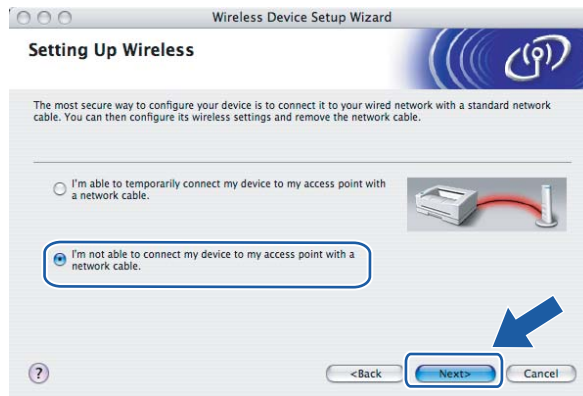 Wireless Device Setup Wizard
Setting Up Wireless
The most secure way to configure your device is to connect it to your wired network with a standard network
cable. You can then configure its wireless settings and remove the network cable.
I'm able to temporarily connect my device to my access point with
a network cable.
I'm not able to connect my device to my access point with a
network cable.
?
<Back
Next>
Cancel